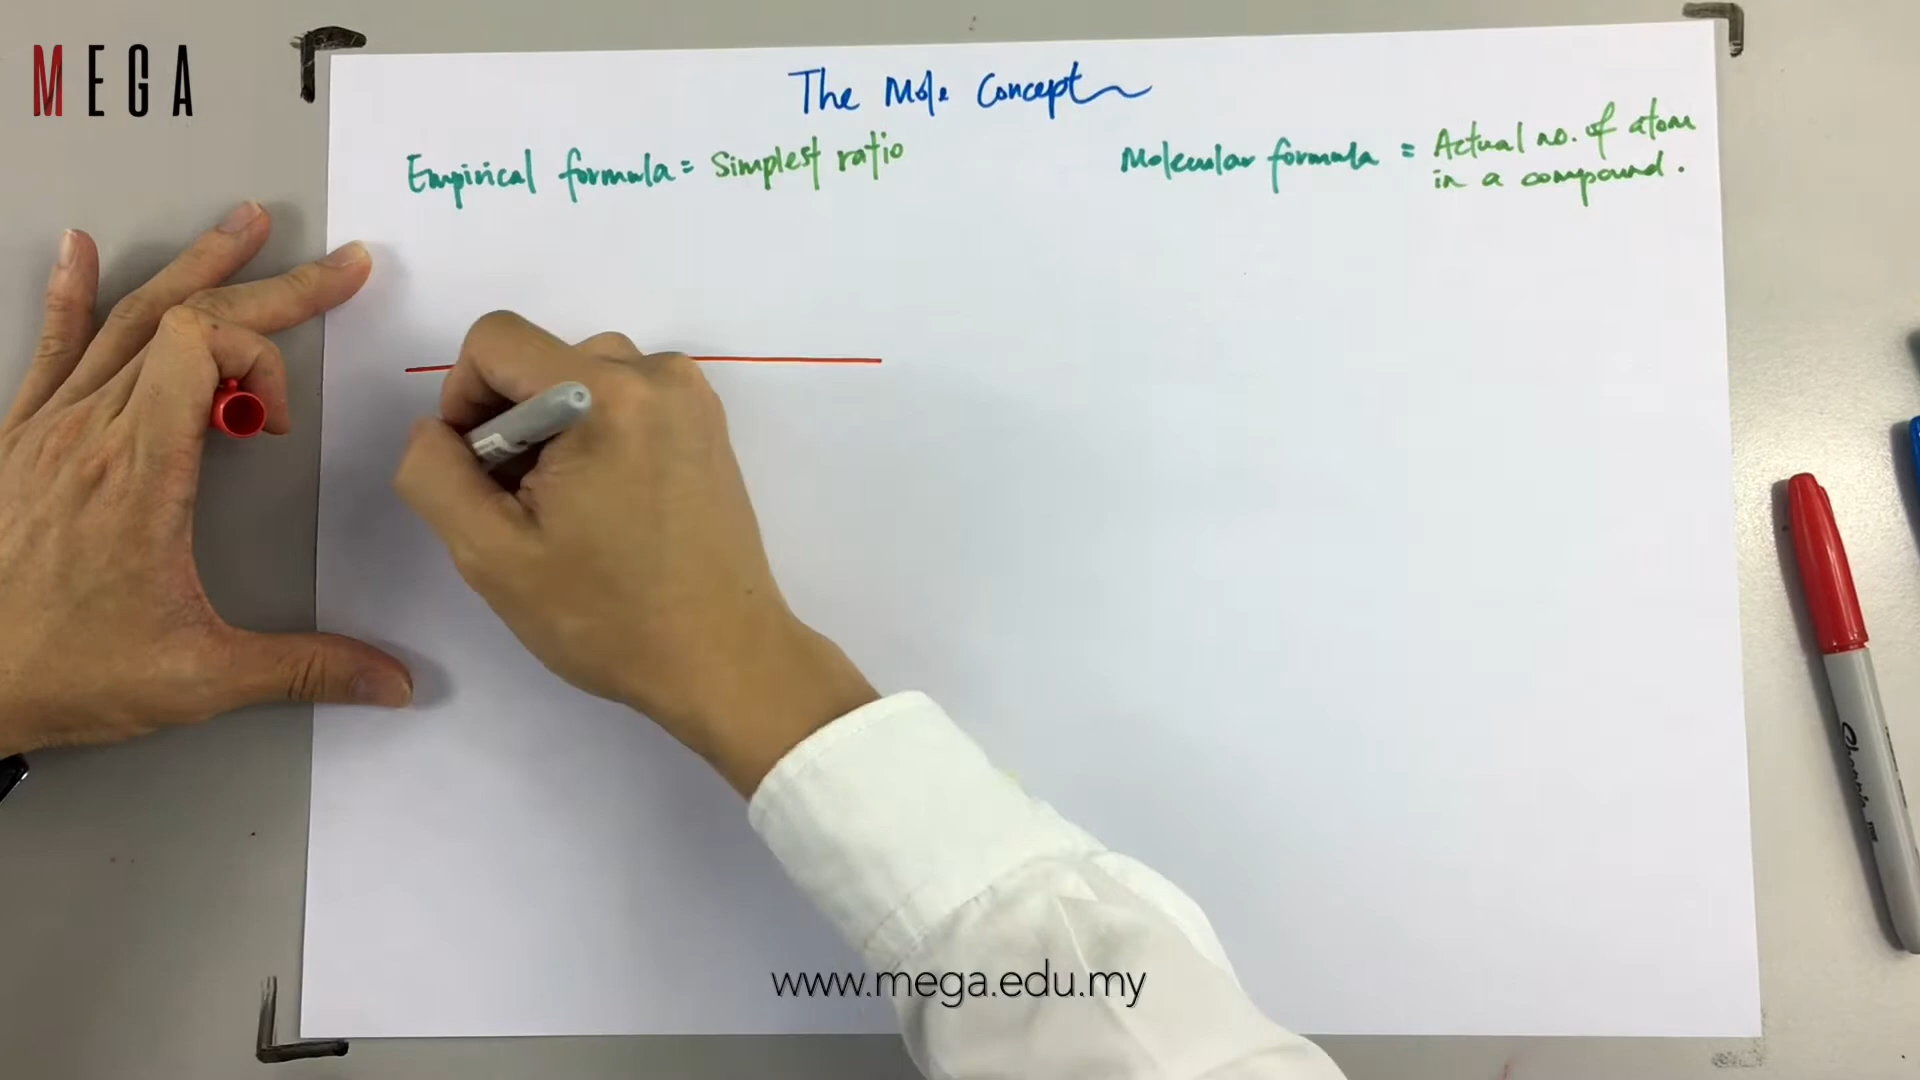 MEGA
The Mole Concept
Empirical formula = Simplest ratio
Molecular formula = Actual no. of atom
in a compound.
Sharpie
www.mega.edu.my